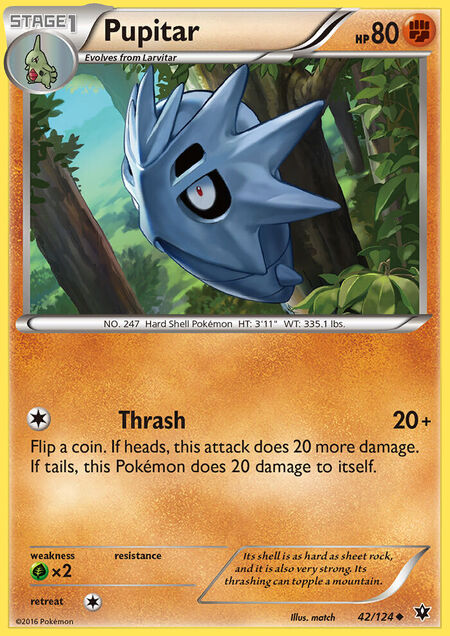 STAGE1
Pupitar
HP80
Evolves from Larvitar
NO. 247 Hard Shell Pokémon HT: 3'11" WT: 335.1 lbs.
Thrash 20+
Flip a coin. If heads, this attack does 20 more damage.
If tails, this Pokémon does 20 damage to itself.
weakness resistance
×2
retreat
Its shell is as hard as sheet rock,
and it is also very strong. Its
thrashing can topple a mountain.
©2016 Pokémon
Illus. match
42/124